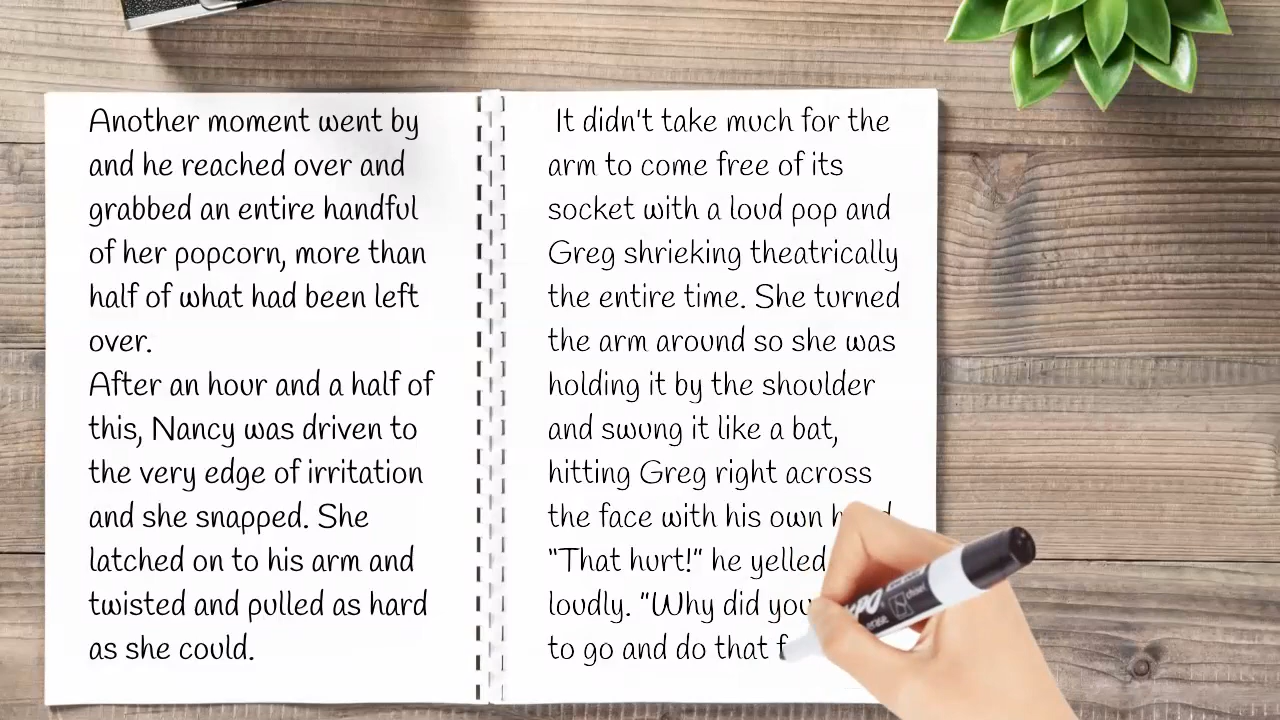 Another moment went by
and he reached over and
grabbed an entire handful
of her popcorn, more than
half of what had been left
over.
After an hour and a half of
this, Nancy was driven to
the very edge of irritation
and she snapped. She
latched on to his arm and
twisted and pulled as hard
as she could.
It didn't take much for the
arm to come free of its
socket with a loud pop and
Greg shrieking theatrically
the entire time. She turned
the arm around so she was
holding it by the shoulder
and swung it like a bat,
hitting Greg right across
the face with his own
"That hurt!" he yelled
loudly. "Why did you
to go and do that